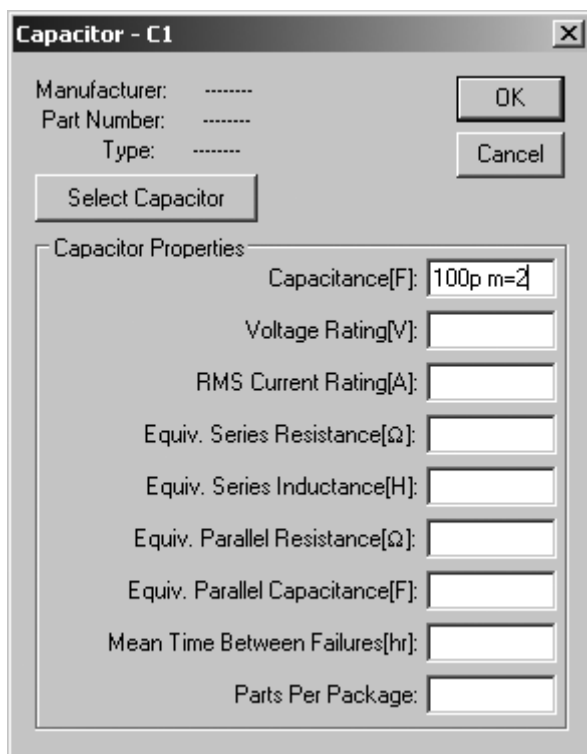 Capacitor - C1
Manufacturer: --------
OK
Part Number: --------
Type: --------
Cancel
Select Capacitor
Capacitor Properties
Capacitance[F]: 100p m=2
Voltage Rating[V]:
RMS Current Rating[A]:
Equiv. Series Resistance[Ω]:
Equiv. Series Inductance[H]:
Equiv. Parallel Resistance[Ω]:
Equiv. Parallel Capacitance[F]:
Mean Time Between Failures[hr]:
Parts Per Package: